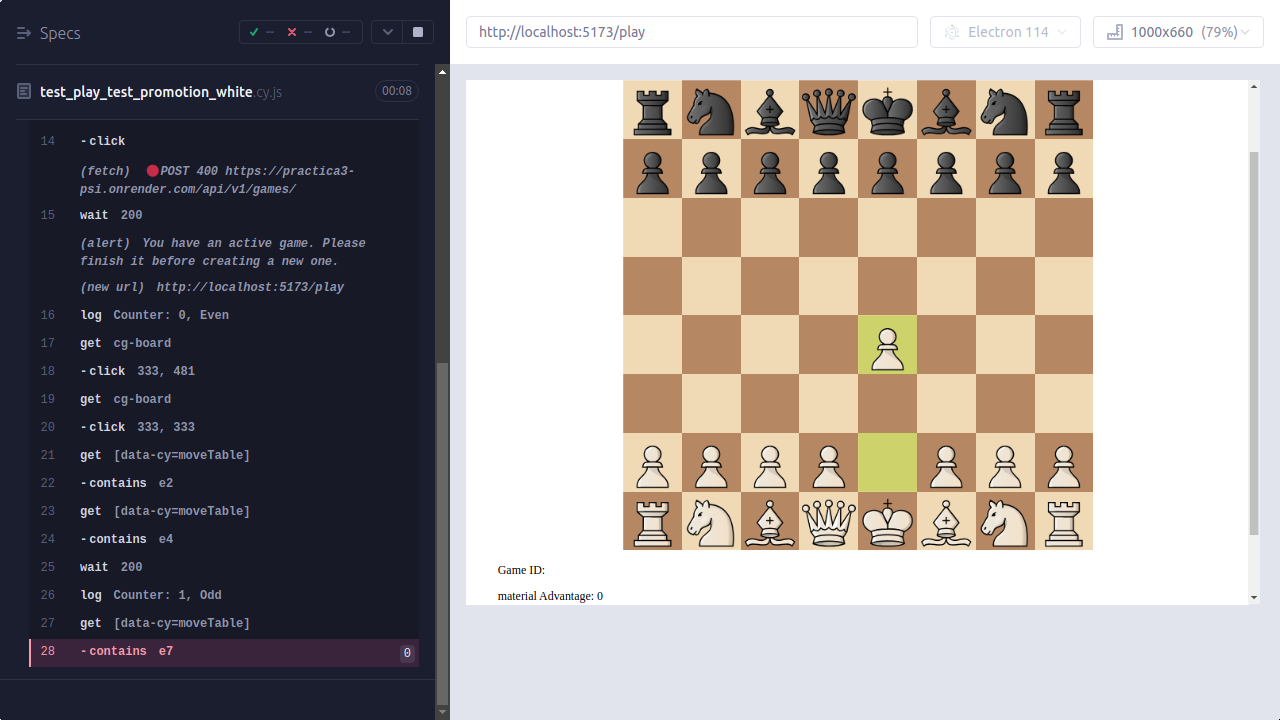 Specs
--
--
--
http://localhost:5173/play
Electron 114
1000x660 (79%)
test_play_test_promotion_white.cy.js
00:08
14 -click
(fetch) POST 400 https://practica3-
psi.onrender.com/api/v1/games/
15 wait 200
(alert) You have an active game. Please
finish it before creating a new one.
(new url) http://localhost:5173/play
16 log Counter: 0, Even
17 get cg-board
18 -click 333, 481
19 get cg-board
20 -click 333, 333
21 get [data-cy=moveTable]
22 -contains e2
23 get [data-cy=moveTable]
24 -contains e4
25 wait 200
26 log Counter: 1, Odd
27 get [data-cy=moveTable]
28 -contains e7 0
Game ID:
material Advantage: 0